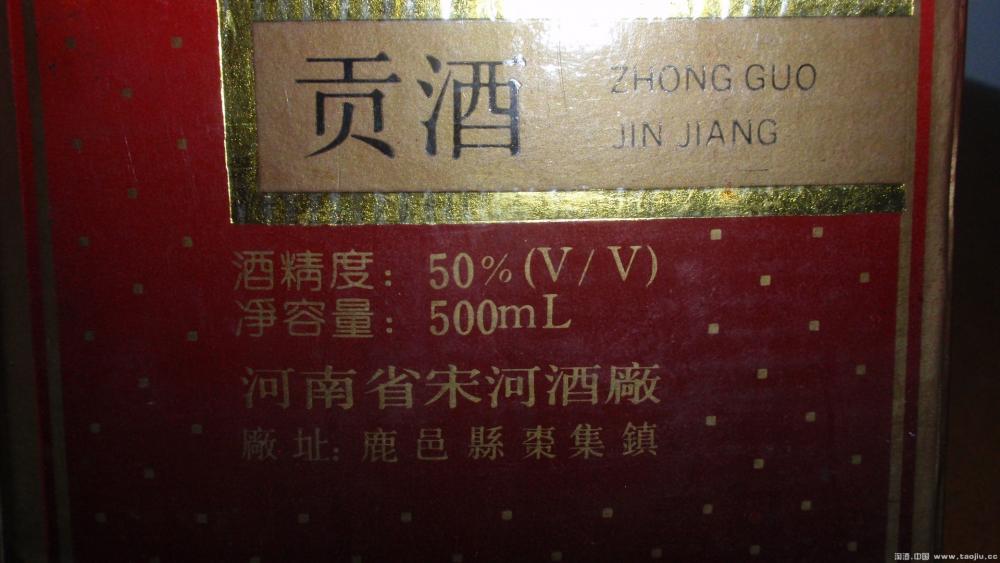 贡酒
ZHONG GUO
JIN JIANG
酒精度：50%(V/V)
淨容量：500mL
河南省宋河酒廠
廠址：鹿邑縣棗集鎮
淘酒.中国 www.taojiu.cc